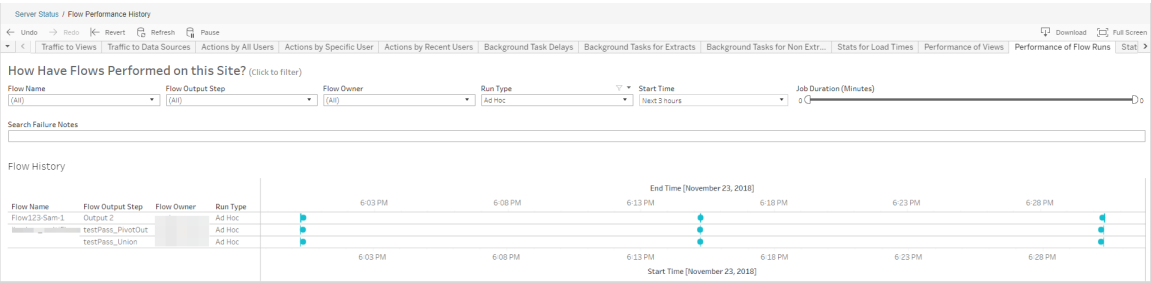 Server Status / Flow Performance History
← Undo → Redo Revert Refresh Pause Download Full Screen
Traffic to Views Traffic to Data Sources Actions by All Users Actions by Specific User Actions by Recent Users Background Task Delays Background Tasks for Extracts Background Tasks for Non Extr... Stats for Load Times Performance of Views Performance of Flow Runs Stat
How Have Flows Performed on this Site? (Click to filter)
Flow Name Flow Output Step Flow Owner Run Type Start Time Job Duration (Minutes)
(All) (All) (All) Ad Hoc Next 3 hours 0 0
Search Failure Notes
Flow History
End Time [November 23, 2018]
6:03 PM 6:08 PM 6:13 PM 6:18 PM 6:23 PM 6:28 PM
Flow Name Flow Output Step Flow Owner Run Type
Flow123-Sam-1 Output 2 Ad Hoc
testPass_PivotOut Ad Hoc
testPass_Union Ad Hoc
6:03 PM 6:08 PM 6:13 PM 6:18 PM 6:23 PM 6:28 PM
Start Time [November 23, 2018]